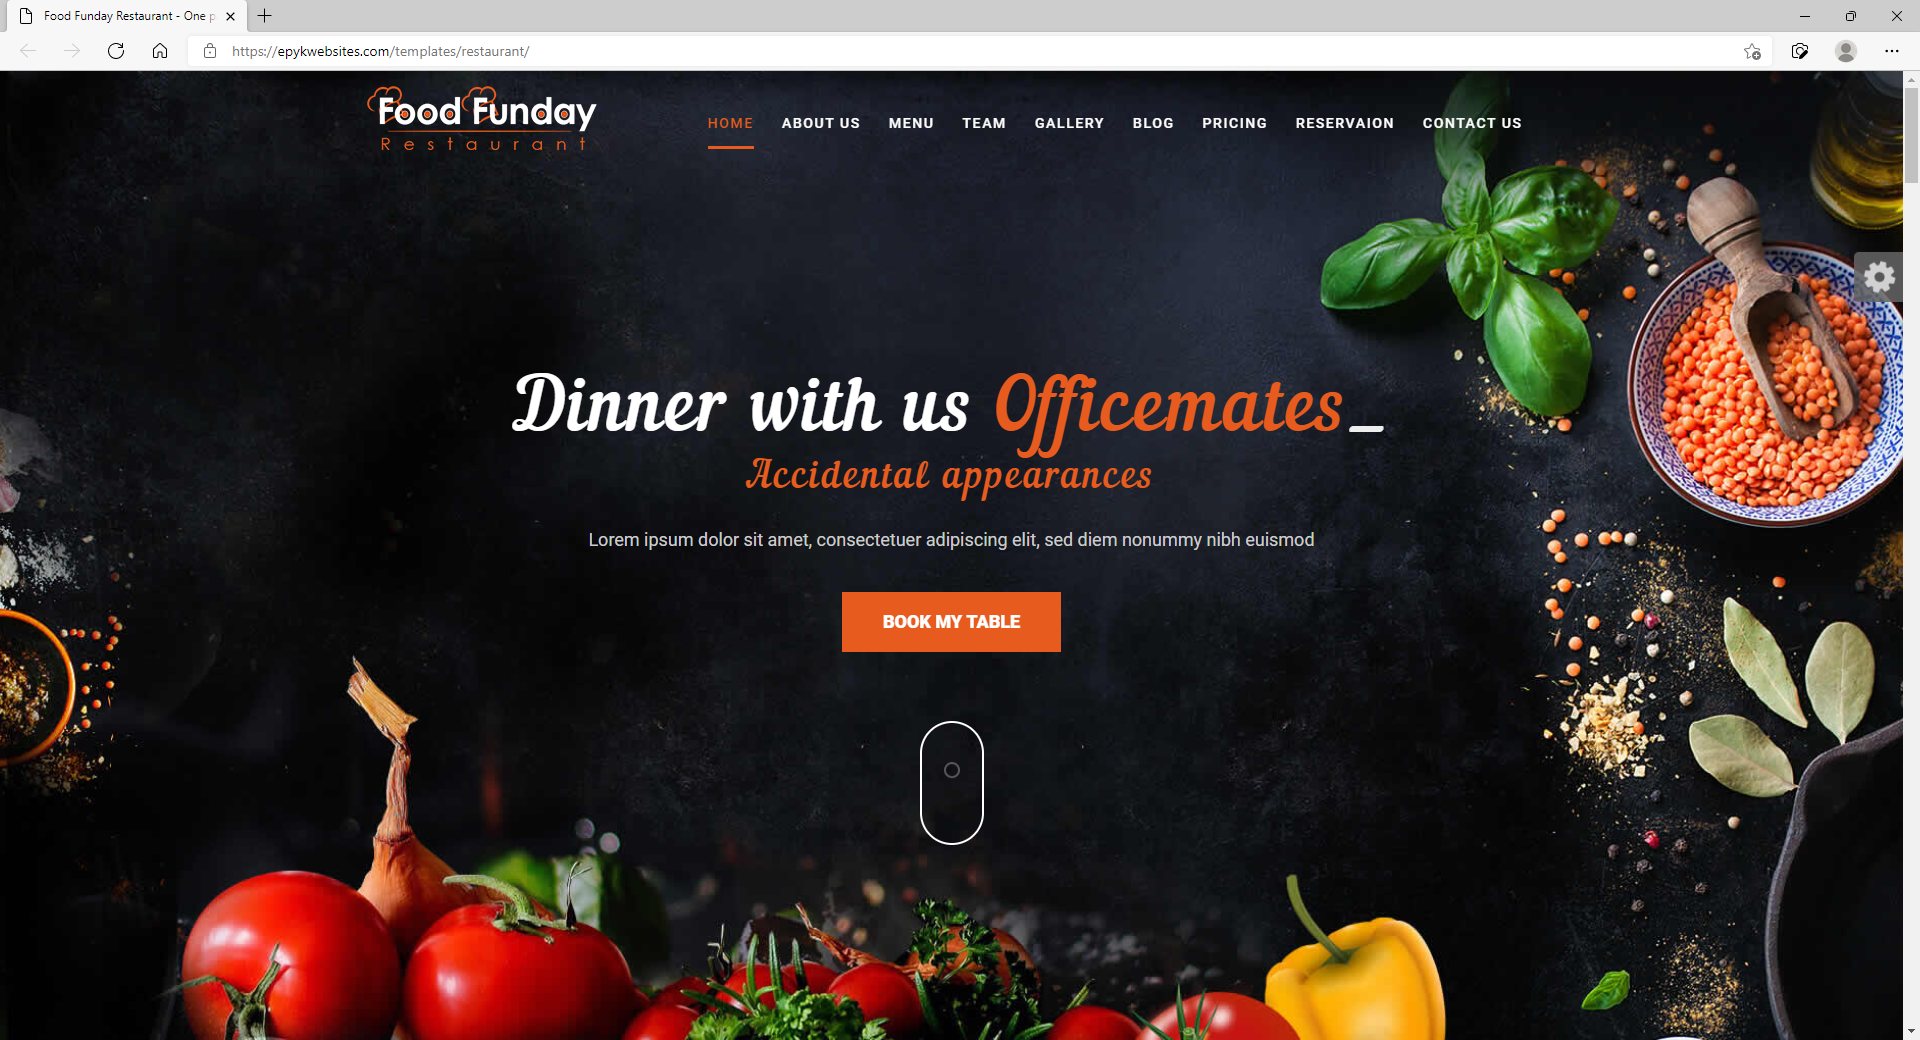 Food Funday Restaurant - One p
https://epykwebsites.com/templates/restaurant/
Food Funday
Restaurant
HOME ABOUT US MENU TEAM GALLERY BLOG PRICING RESERVAION CONTACT US
Dinner with us Officemates_
Accidental appearances
Lorem ipsum dolor sit amet, consectetuer adipiscing elit, sed diem nonummy nibh euismod
BOOK MY TABLE